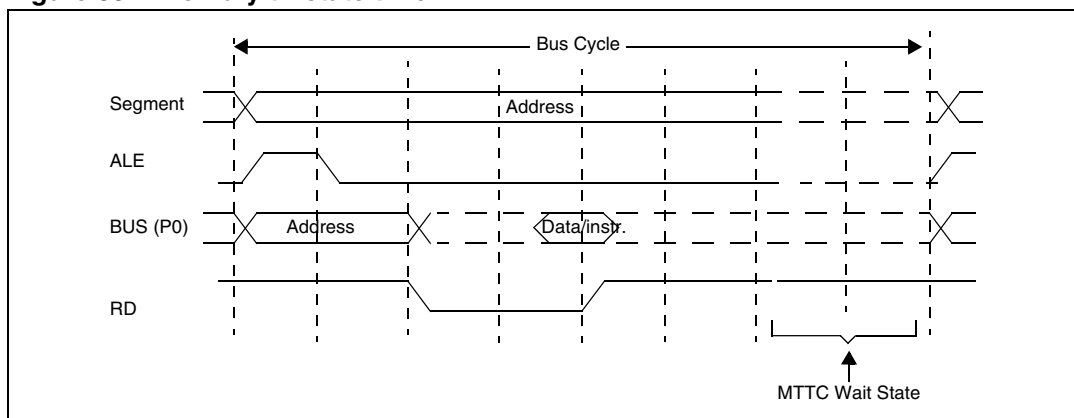 Bus Cycle
Segment
Address
ALE
BUS (P0)
Address
Data/instr.
RD
MTTC Wait State